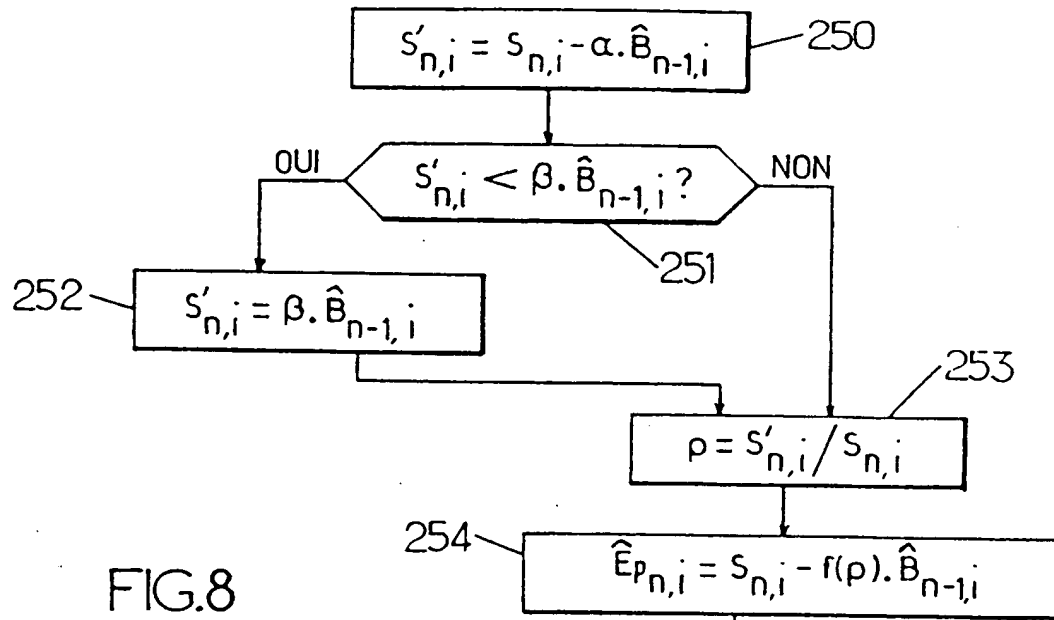 S'n,i = Sn,i - α.B̂n-1,i
250
OUI
S'n,i < β.B̂n-1,i ?
NON
251
252
S'n,i = β.B̂n-1,i
253
ρ = S'n,i / Sn,i
254
Êpn,i = Sn,i - f(ρ).B̂n-1,i
FIG.8